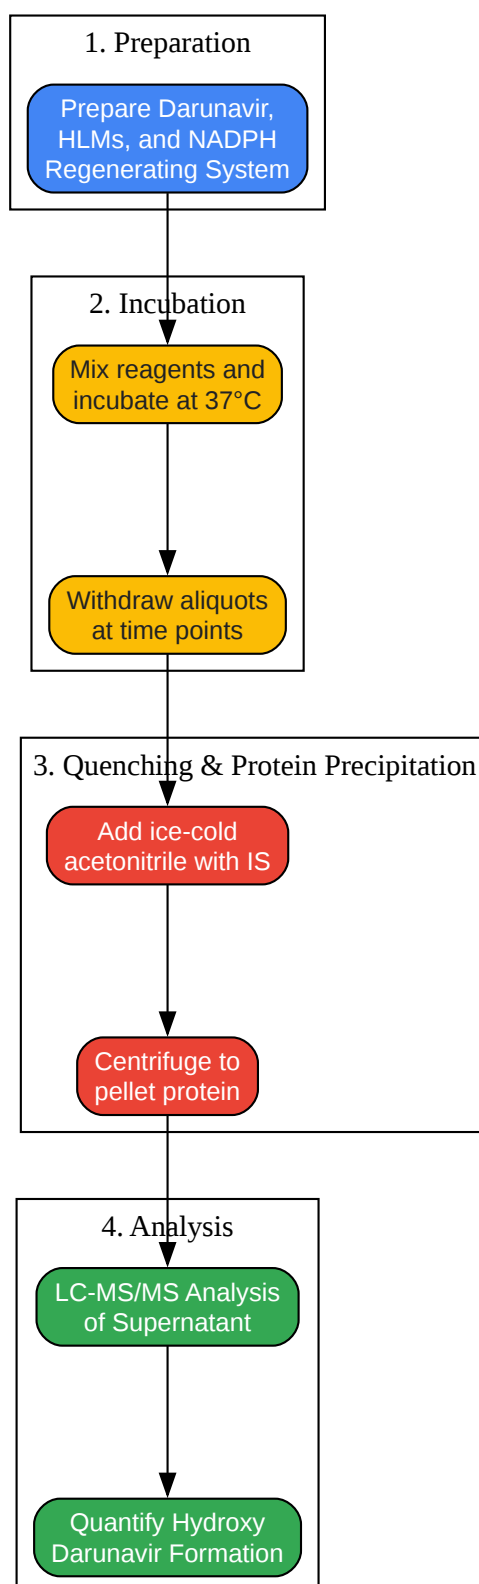 1. Preparation
Prepare Darunavir,
HLMs, and NADPH
Regenerating System
2. Incubation
Mix reagents and
incubate at 37°C
Withdraw aliquots
at time points
3. Quenching & Protein Precipitation
Add ice-cold
acetonitrile with IS
Centrifuge to
pellet protein
4. Analysis
LC-MS/MS Analysis
of Supernatant
Quantify Hydroxy
Darunavir Formation